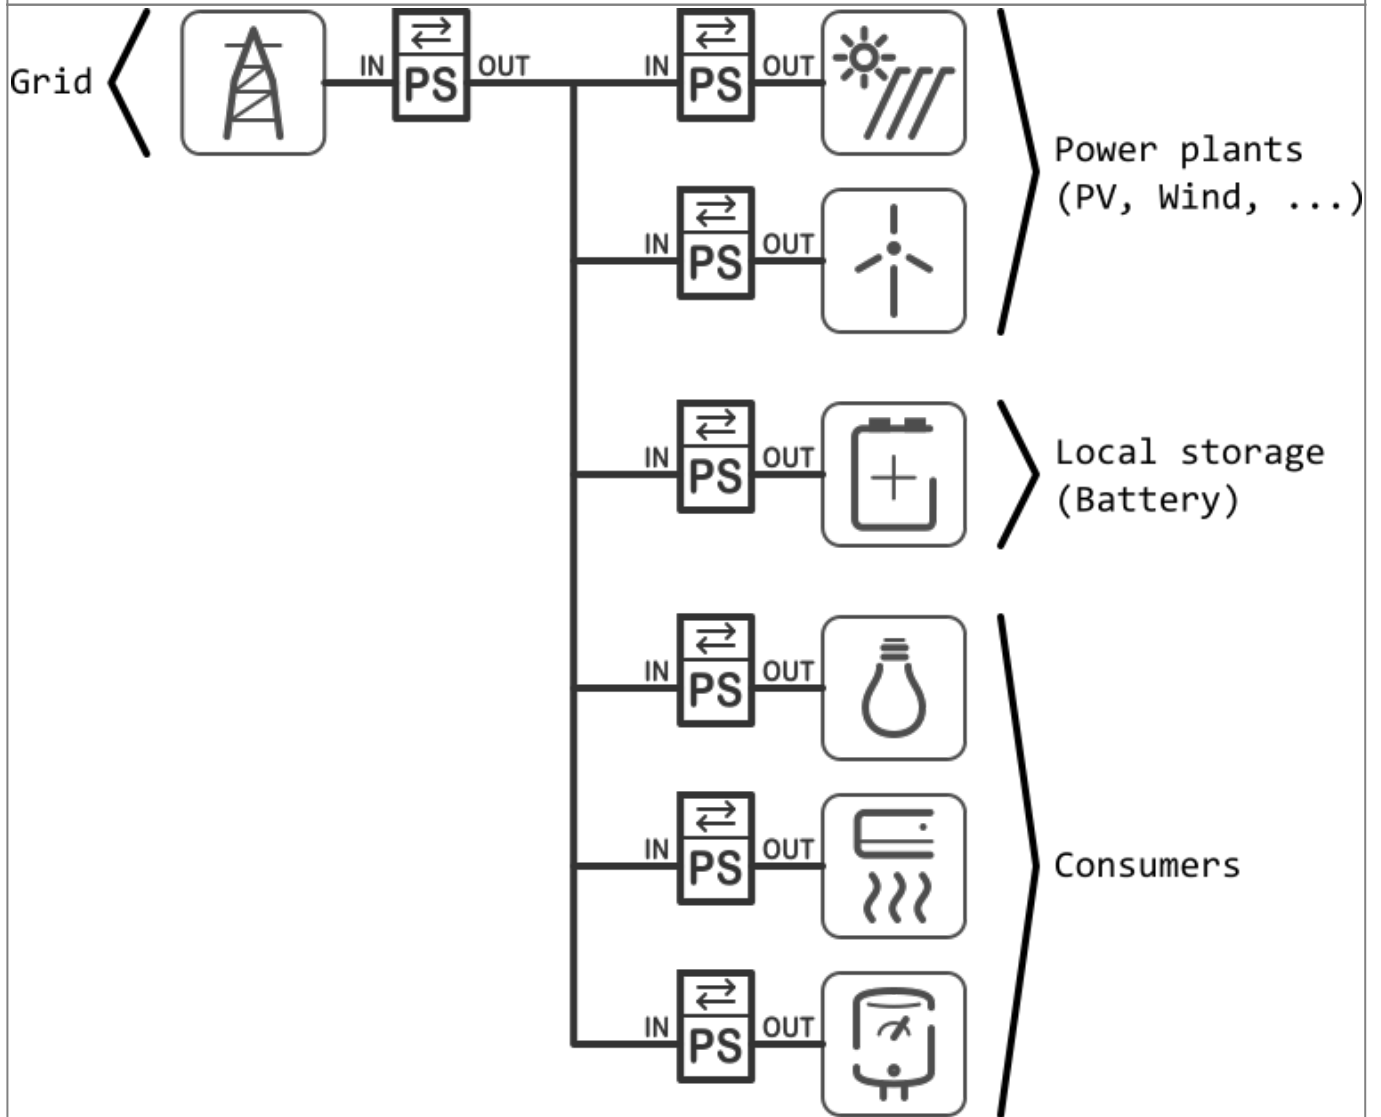 Grid
IN PS OUT
IN PS OUT
Power plants
(PV, Wind, ...)
IN PS OUT
IN PS OUT
Local storage
(Battery)
IN PS OUT
IN PS OUT
Consumers
IN PS OUT